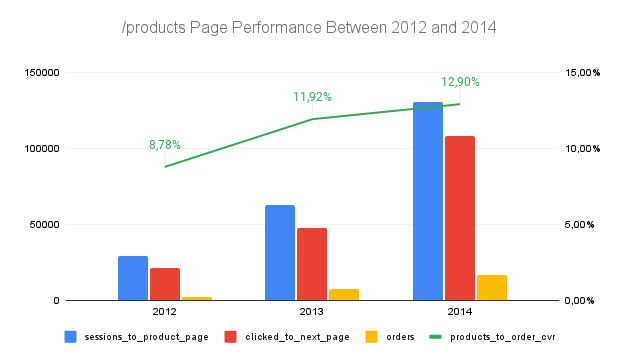 /products Page Performance Between 2012 and 2014
150000
100000
50000
0
15,00%
10,00%
5,00%
0,00%
8,78%
11,92%
12,90%
2012
2013
2014
sessions_to_product_page
clicked_to_next_page
orders
products_to_order_cvr